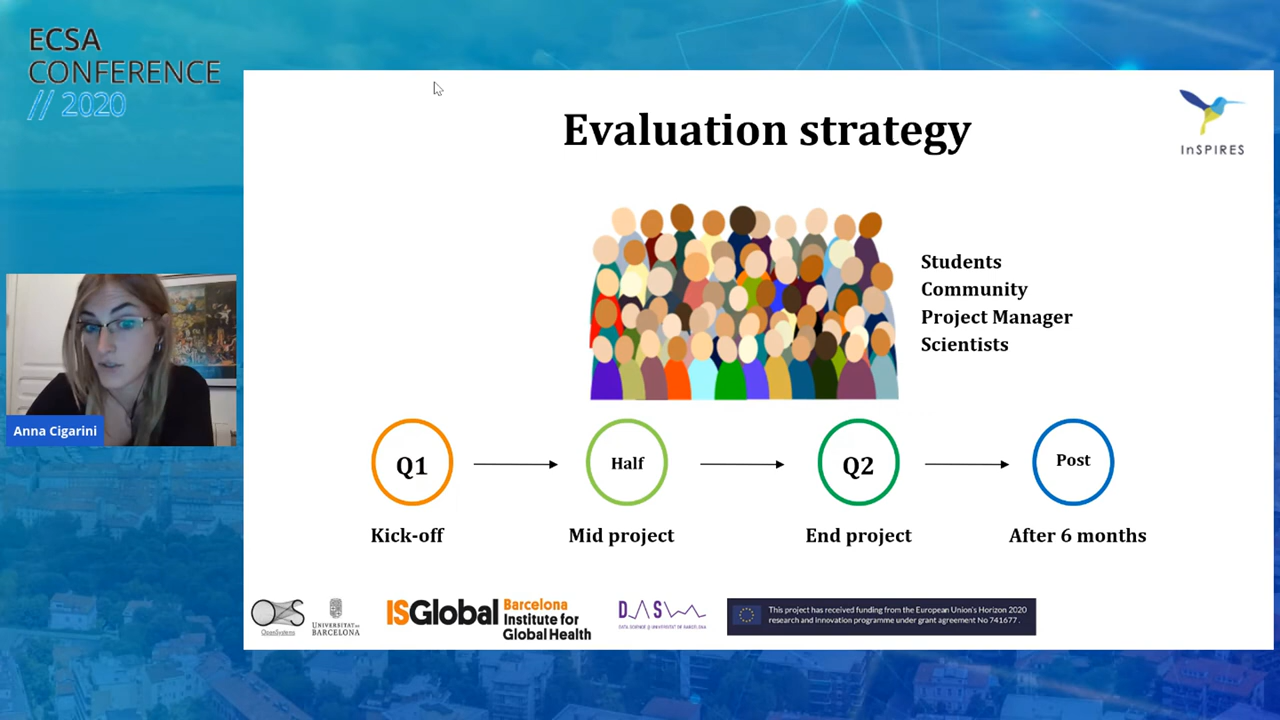 ECSA
CONFERENCE
// 2020
Evaluation strategy
InSPIRES
Students
Community
Project Manager
Scientists
Anna Cigarini
Q1
Half
Q2
Post
Kick-off
Mid project
End project
After 6 months
OpenSystems
UNIVERSITAT DE
BARCELONA
ISGlobal
Barcelona
Institute for
Global Health
DATA SCIENCE @ UNIVERSITAT DE BARCELONA
This project has received funding from the European Union's Horizon 2020
research and innovation programme under grant agreement No 741677 .